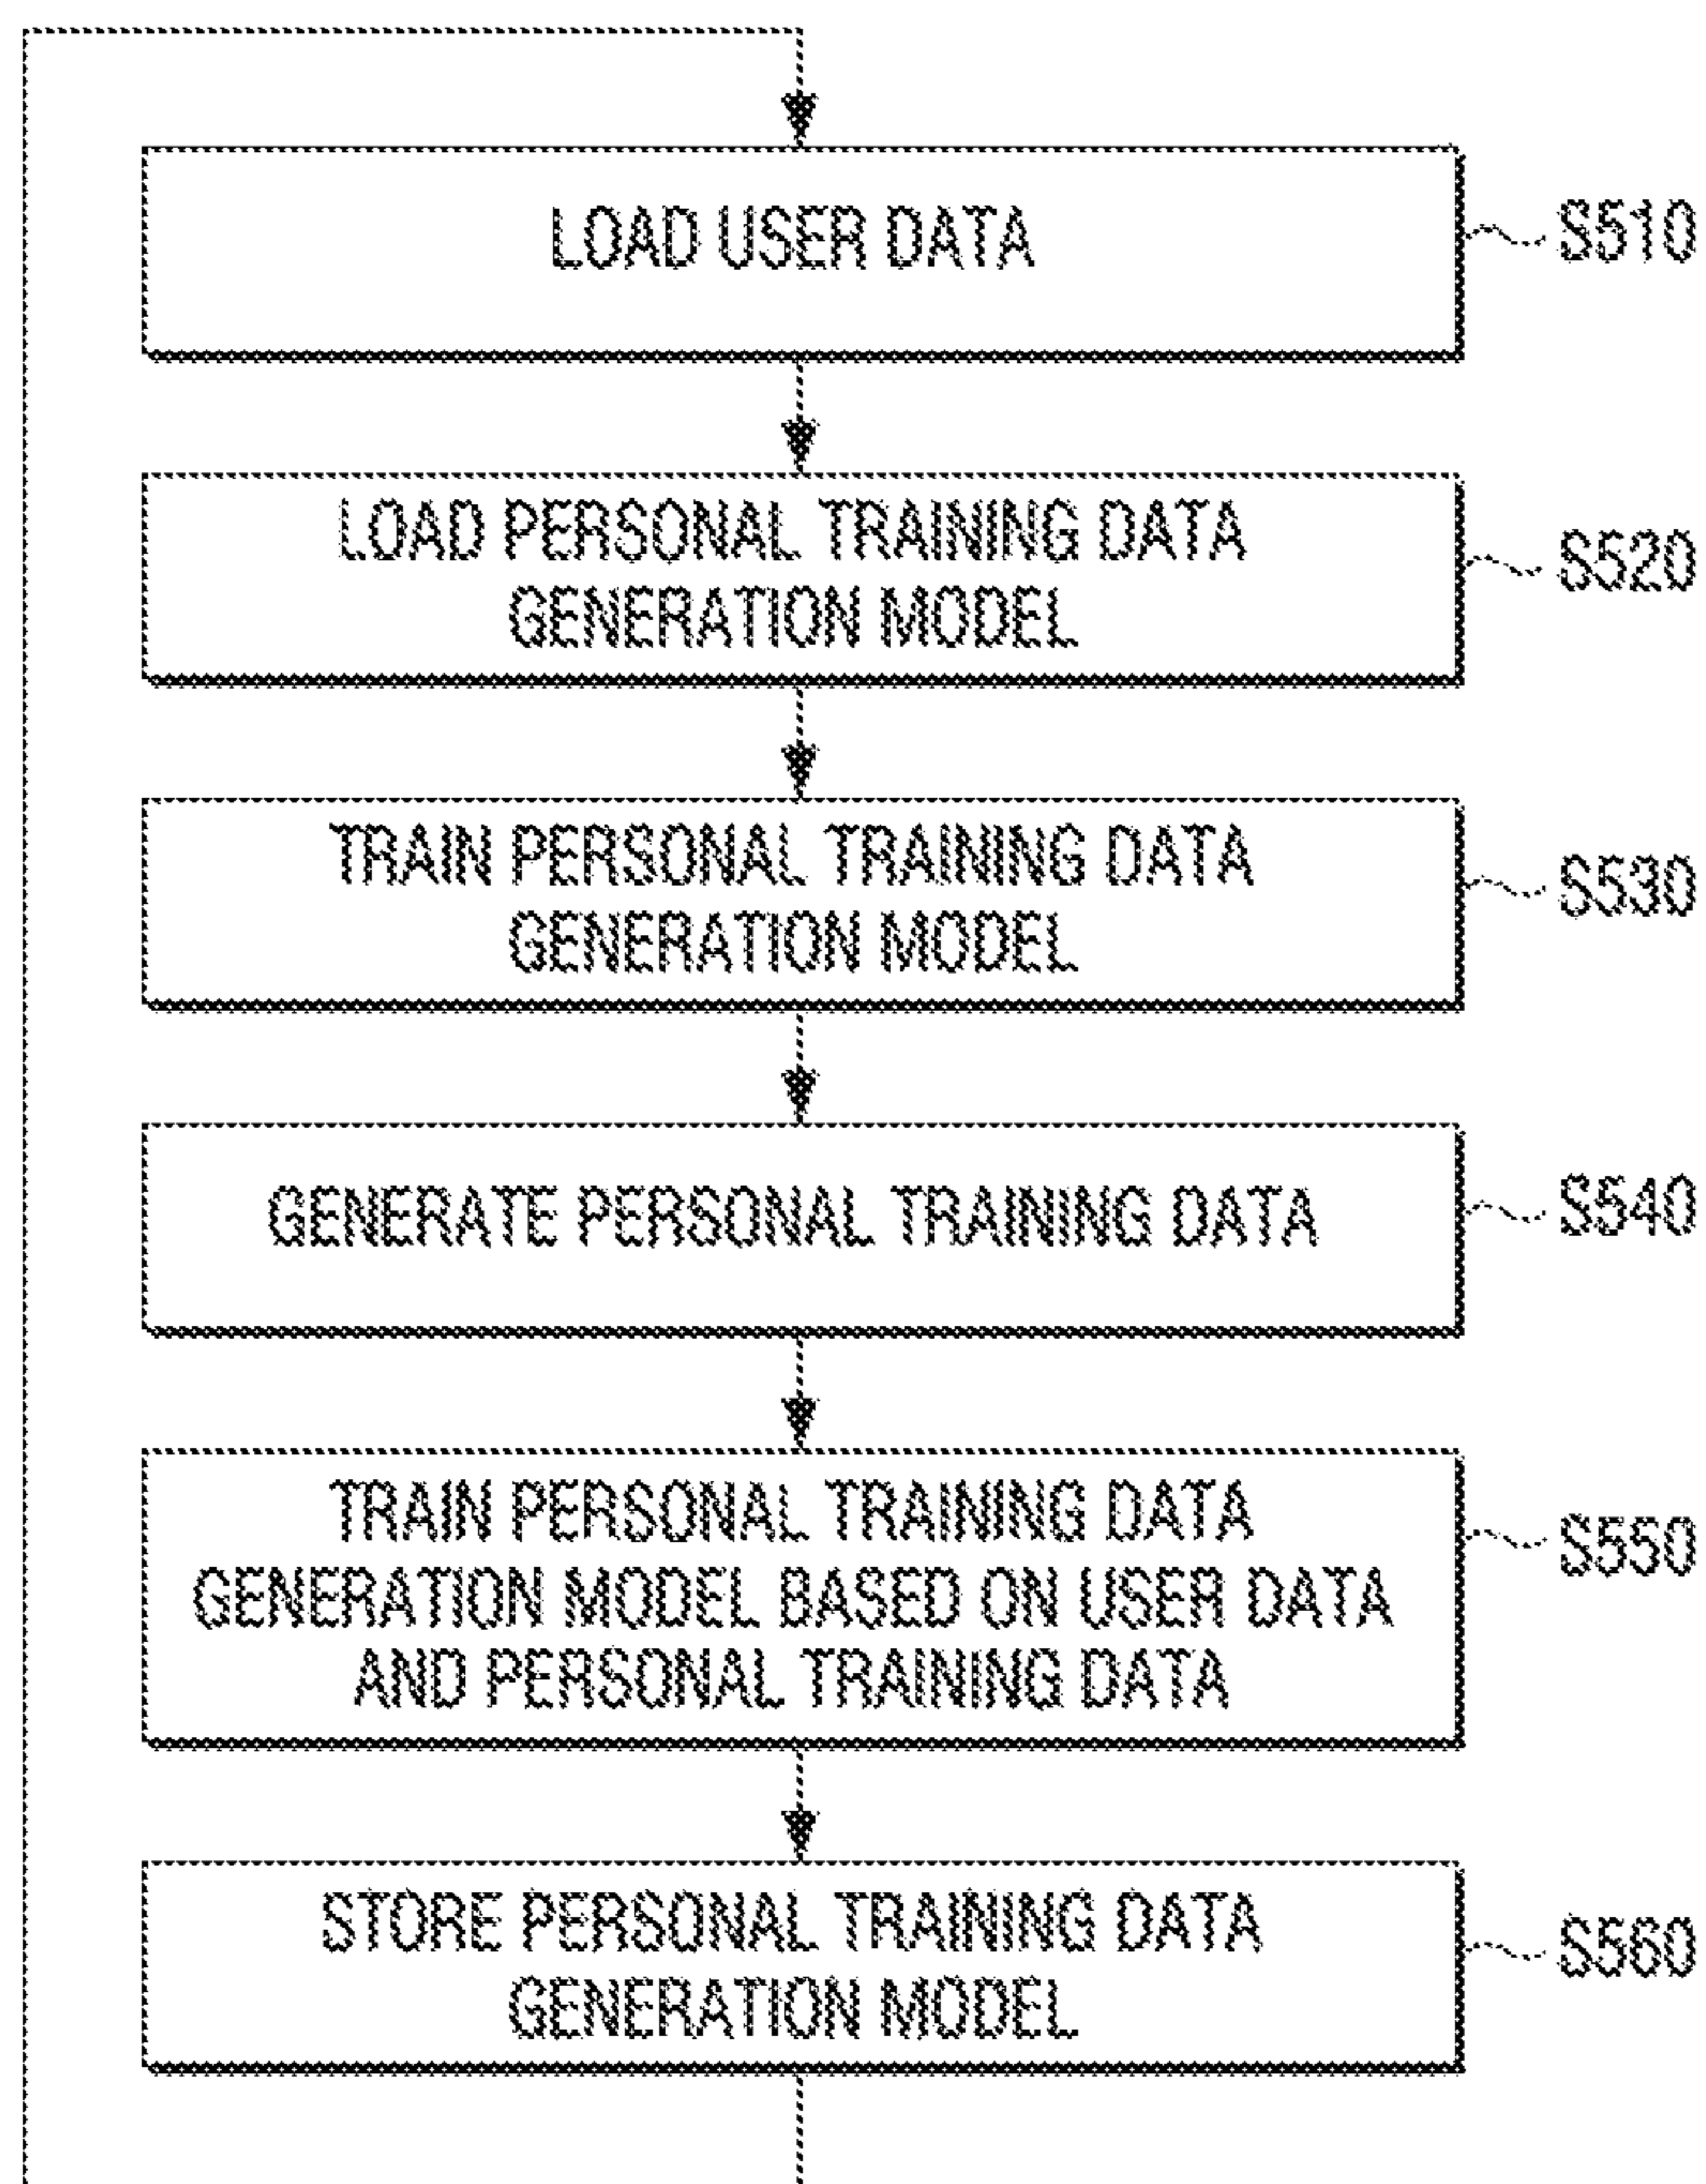 LOAD USER DATA
S510
LOAD PERSONAL TRAINING DATA
GENERATION MODEL
S520
TRAIN PERSONAL TRAINING DATA
GENERATION MODEL
S530
GENERATE PERSONAL TRAINING DATA
S540
TRAIN PERSONAL TRAINING DATA
GENERATION MODEL BASED ON USER DATA
AND PERSONAL TRAINING DATA
S550
STORE PERSONAL TRAINING DATA
GENERATION MODEL
S560